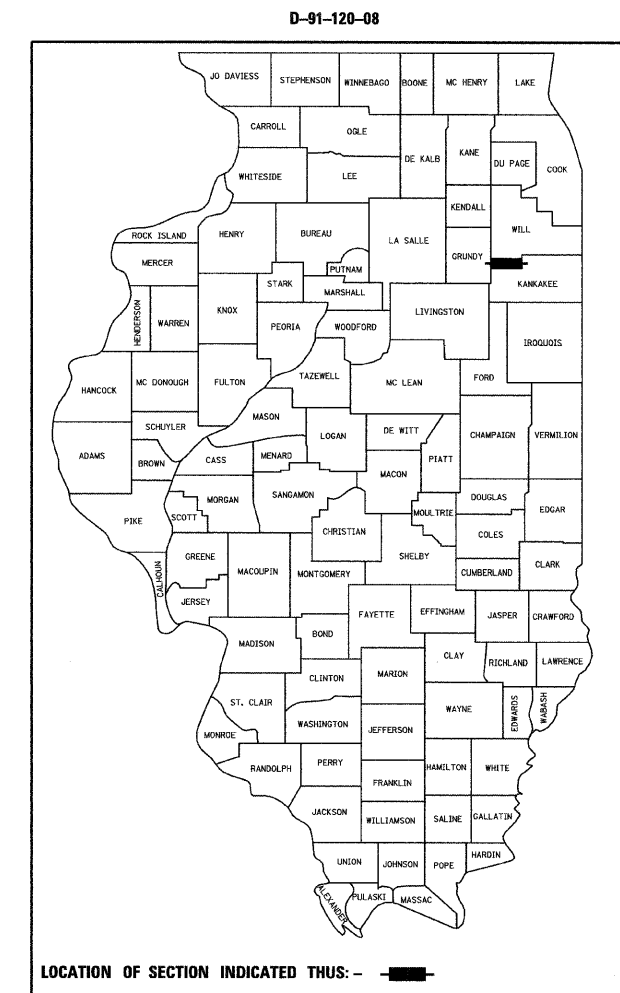 D-91-120-08
JO DAVIESS
STEPHENSON
WINNEBAGO
BOONE
MC HENRY
LAKE
CARROLL
OGLE
DE KALB
KANE
DU PAGE
COOK
WHITESIDE
LEE
KENDALL
ROCK ISLAND
HENRY
BUREAU
LA SALLE
WILL
GRUNDY
MERCER
PUTNAM
STARK
MARSHALL
KANKAKEE
HENDERSON
WARREN
KNOX
PEORIA
WOODFORD
LIVINGSTON
IROQUOIS
HANCOCK
MC DONOUGH
FULTON
TAZEWELL
MC LEAN
FORD
MASON
SCHUYLER
LOGAN
DE WITT
CHAMPAIGN
VERMILION
ADAMS
BROWN
CASS
MENARD
PIATT
MACON
MORGAN
SANGAMON
DOUGLAS
EDGAR
PIKE
SCOTT
CHRISTIAN
MOULTRIE
COLES
GREENE
MACOUPIN
SHELBY
CALHOUN
MONTGOMERY
CUMBERLAND
CLARK
JERSEY
FAYETTE
EFFINGHAM
JASPER
CRAWFORD
MADISON
BOND
CLAY
RICHLAND
LAWRENCE
CLINTON
MARION
ST. CLAIR
WAYNE
EDWARDS
WABASH
WASHINGTON
JEFFERSON
MONROE
RANDOLPH
PERRY
HAMILTON
WHITE
FRANKLIN
JACKSON
WILLIAMSON
SALINE
GALLATIN
UNION
JOHNSON
POPE
HARDIN
ALEXANDER
PULASKI
MASSAC
LOCATION OF SECTION INDICATED THUS: -